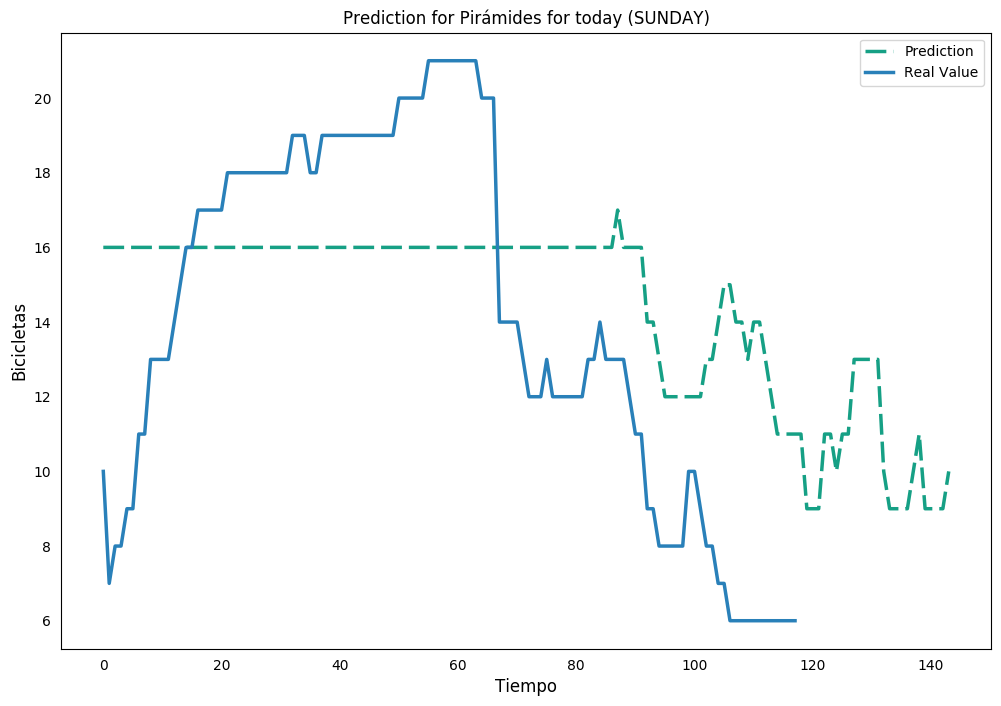 Prediction for Pirámides for today (SUNDAY)
Prediction
Real Value
Bicicletas
20
18
16
14
12
10
8
6
0 20 40 60 80 100 120 140
Tiempo